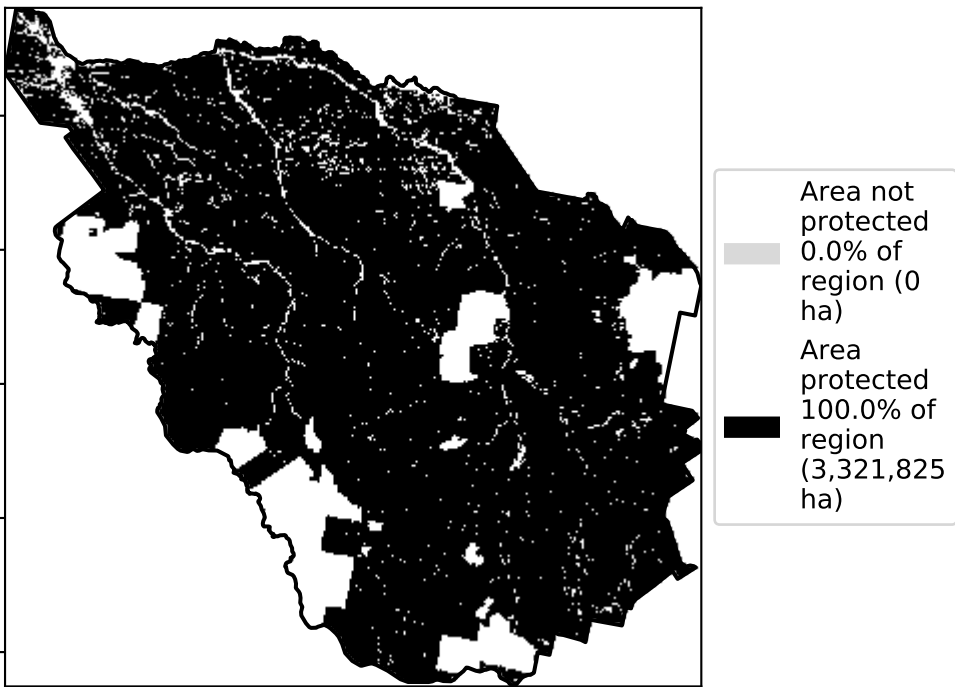 Area not
protected
0.0% of
region (0
ha)
Area
protected
100.0% of
region
(3,321,825
ha)